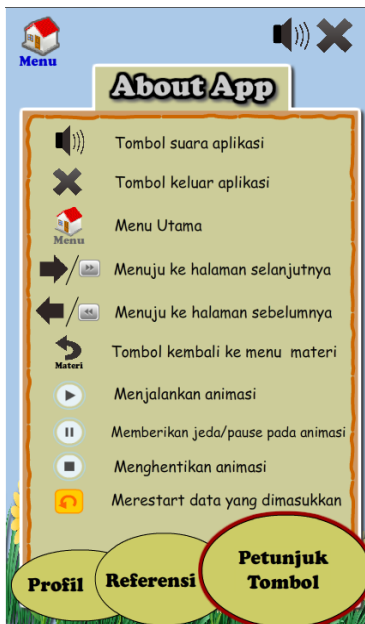 Menu
About App
Tombol suara aplikasi
Tombol keluar aplikasi
Menu
Menu Utama
Menuju ke halaman selanjutnya
Menuju ke halaman sebelumnya
Materi
Tombol kembali ke menu materi
Menjalankan animasi
Memberikan jeda/pause pada animasi
Menghentikan animasi
Merestart data yang dimasukkan
Profil
Referensi
Petunjuk
Tombol